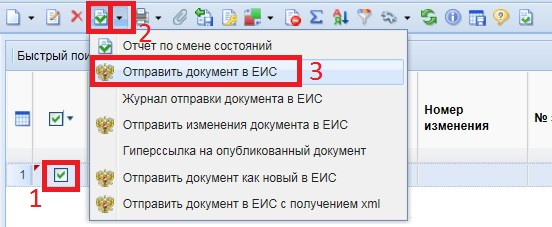 2
Отчет по смене состояний
Быстрый пои
Отправить документ в ЕИС
3
Журнал отправки документа в ЕИС
Номер
изменения
№ з
Отправить изменения документа в ЕИС
Гиперссылка на опубликованный документ
1
Отправить документ как новый в ЕИС
1
Отправить документ в ЕИС с получением xml